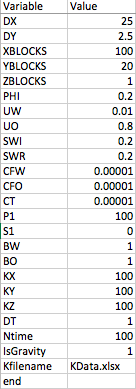 Variable Value
DX 25
DY 2.5
XBLOCKS 100
YBLOCKS 20
ZBLOCKS 1
PHI 0.2
UW 0.01
UO 0.8
SWI 0.2
SWR 0.2
CFW 0.00001
CFO 0.00001
CT 0.00001
P1 100
S1 0
BW 1
BO 1
KX 100
KY 100
KZ 100
DT 1
Ntime 100
IsGravity 1
Kfilename KData.xlsx
end